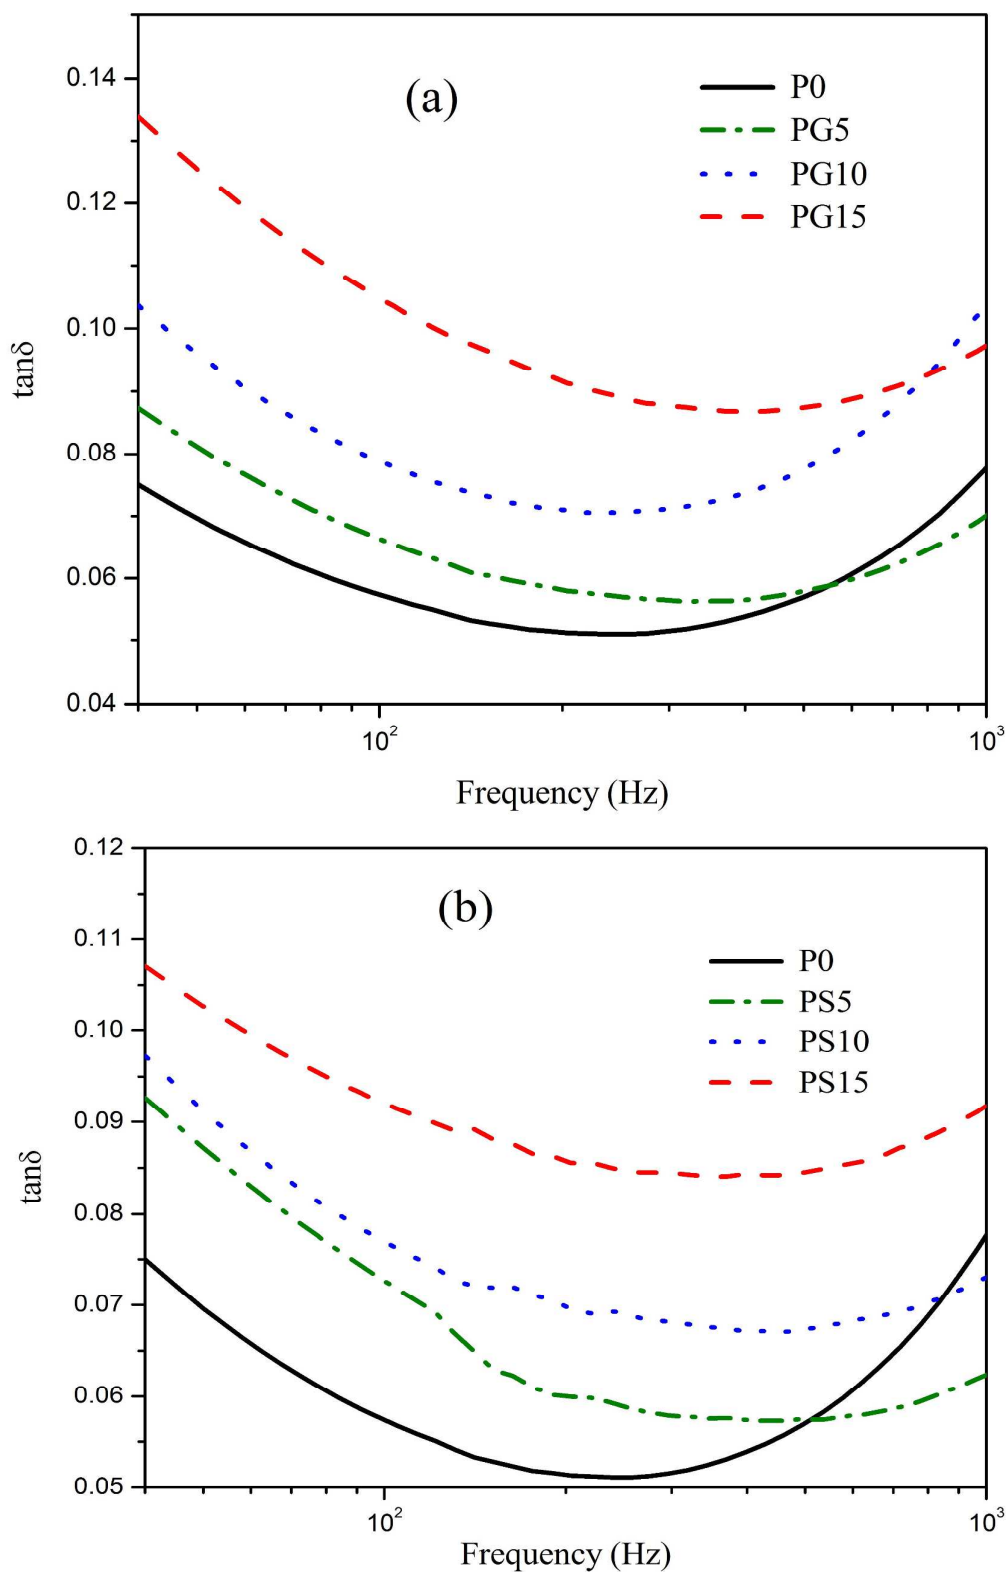 (a)
P0
PG5
PG10
PG15
0.14
0.12
0.10
0.08
0.06
0.04
tanδ
10² 10³
Frequency (Hz)
(b)
P0
PS5
PS10
PS15
0.12
0.11
0.10
0.09
0.08
0.07
0.06
0.05
tanδ
10² 10³
Frequency (Hz)